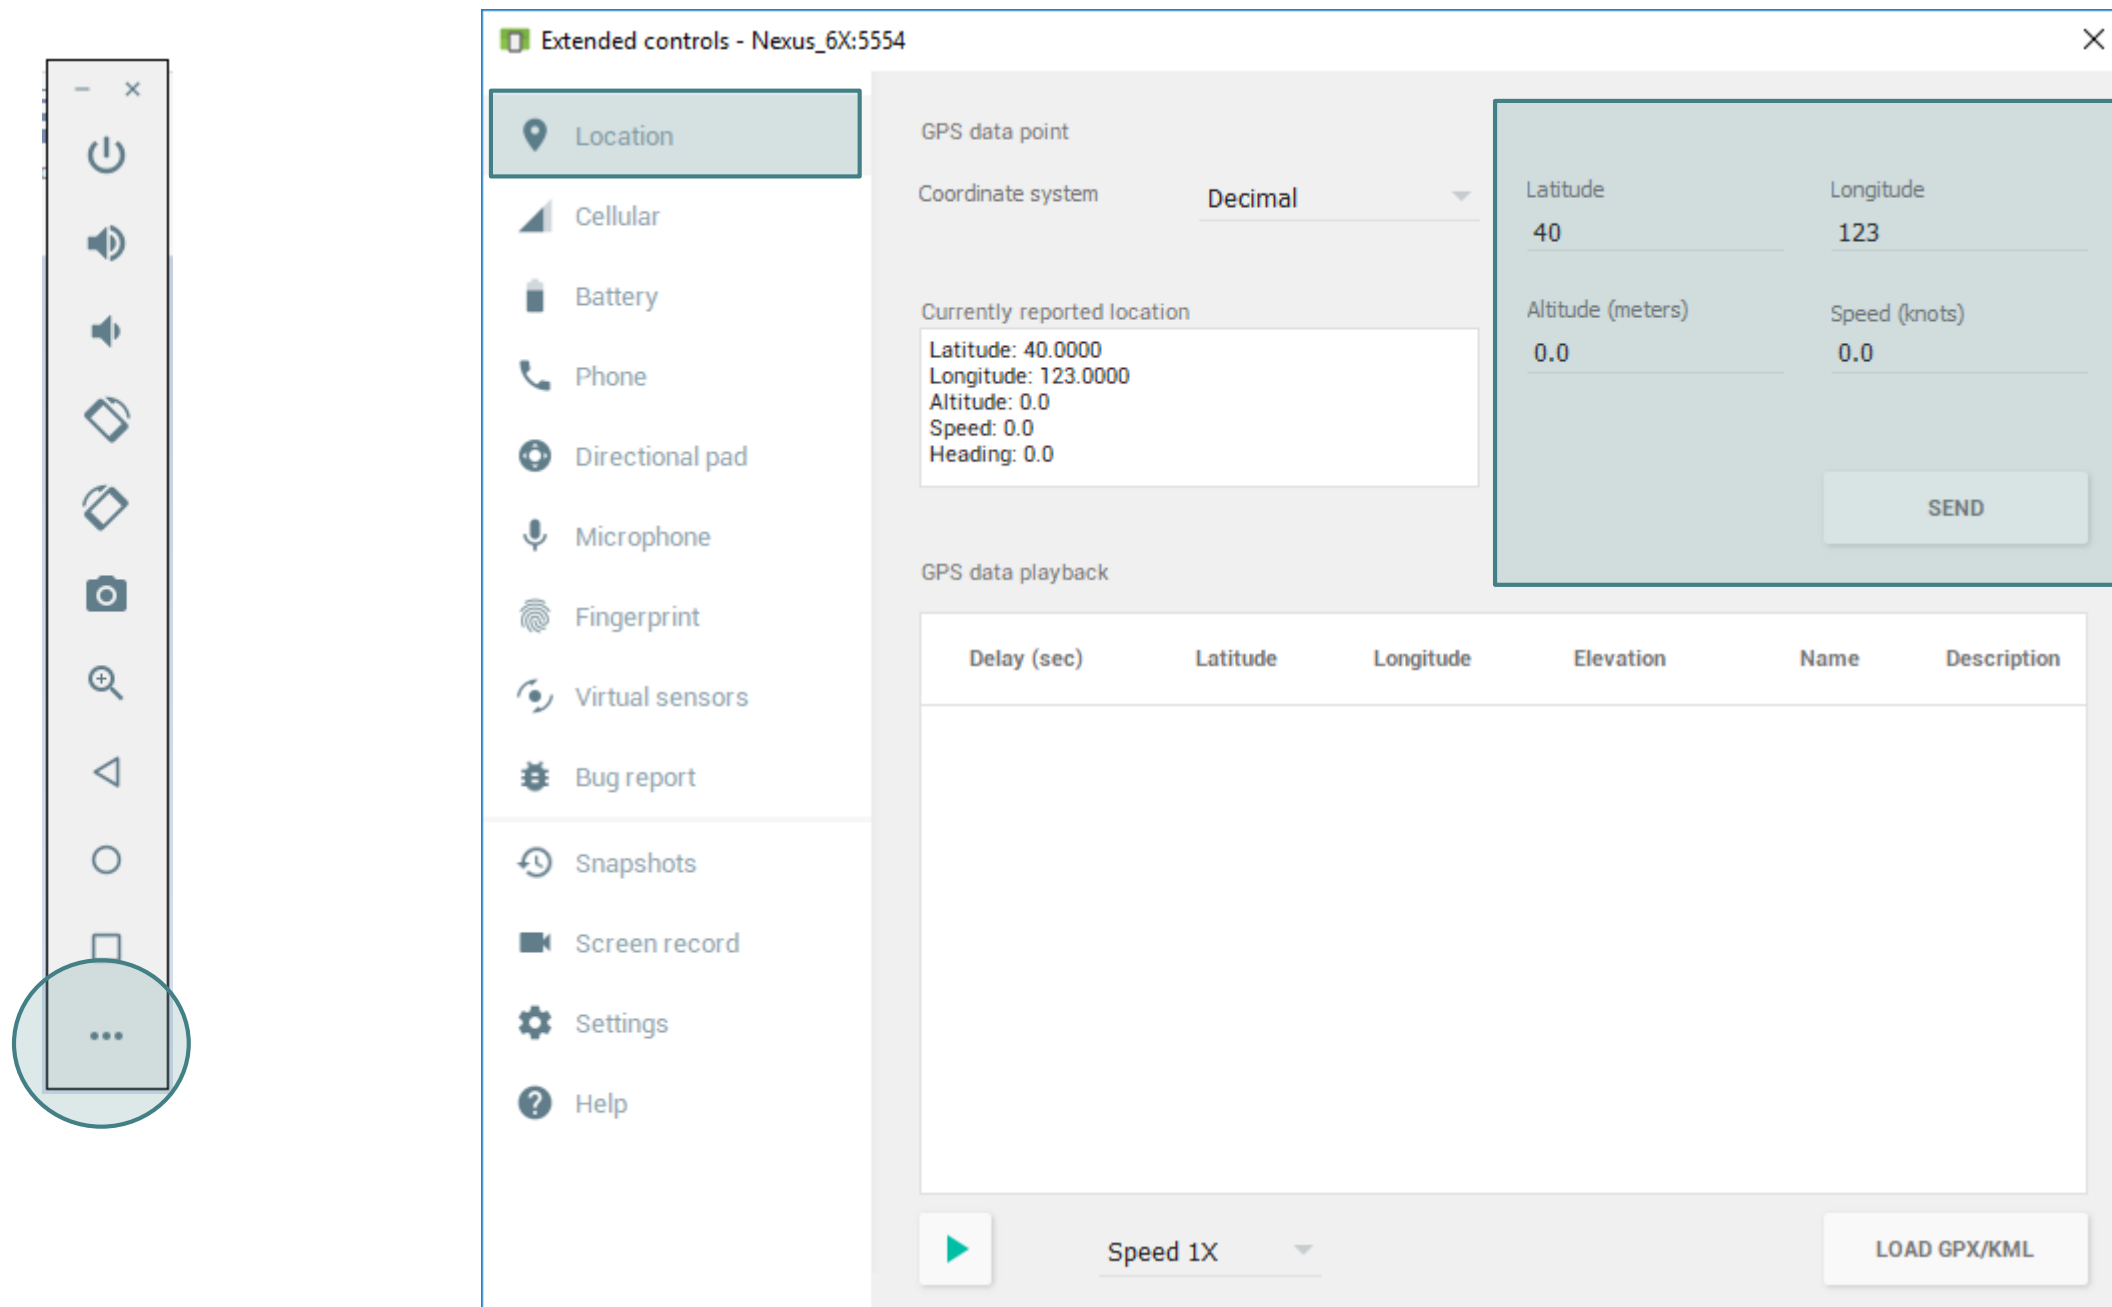 Extended controls - Nexus_6X:5554
Location
Cellular
Battery
Phone
Directional pad
Microphone
Fingerprint
Virtual sensors
Bug report
Snapshots
Screen record
Settings
Help
GPS data point
Coordinate system
Decimal
Latitude
Longitude
40
123
Altitude (meters)
Speed (knots)
0.0
0.0
SEND
Currently reported location
Latitude: 40.0000
Longitude: 123.0000
Altitude: 0.0
Speed: 0.0
Heading: 0.0
GPS data playback
Delay (sec) Latitude Longitude Elevation Name Description
Speed 1X
LOAD GPX/KML